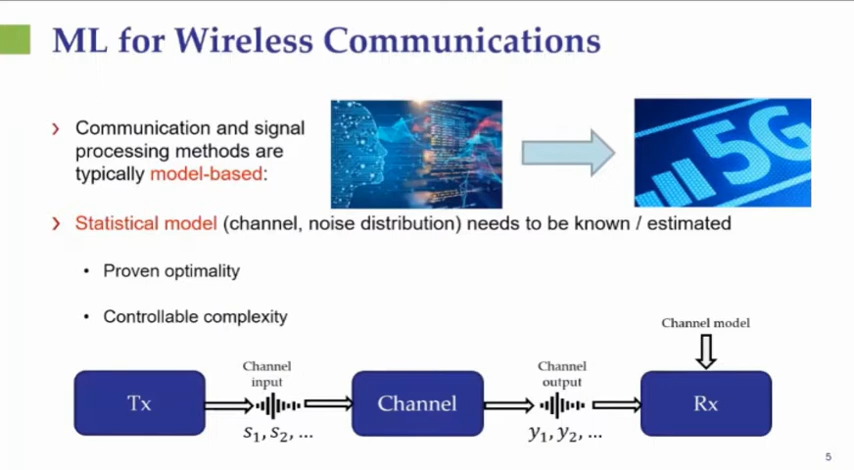 ML for Wireless Communications
› Communication and signal
processing methods are
typically model-based:
5G
› Statistical model (channel, noise distribution) needs to be known / estimated
• Proven optimality
• Controllable complexity
Channel model
Channel
input
Channel
output
Tx
Channel
Rx
s₁, s₂, ...
y₁, y₂, ...
5